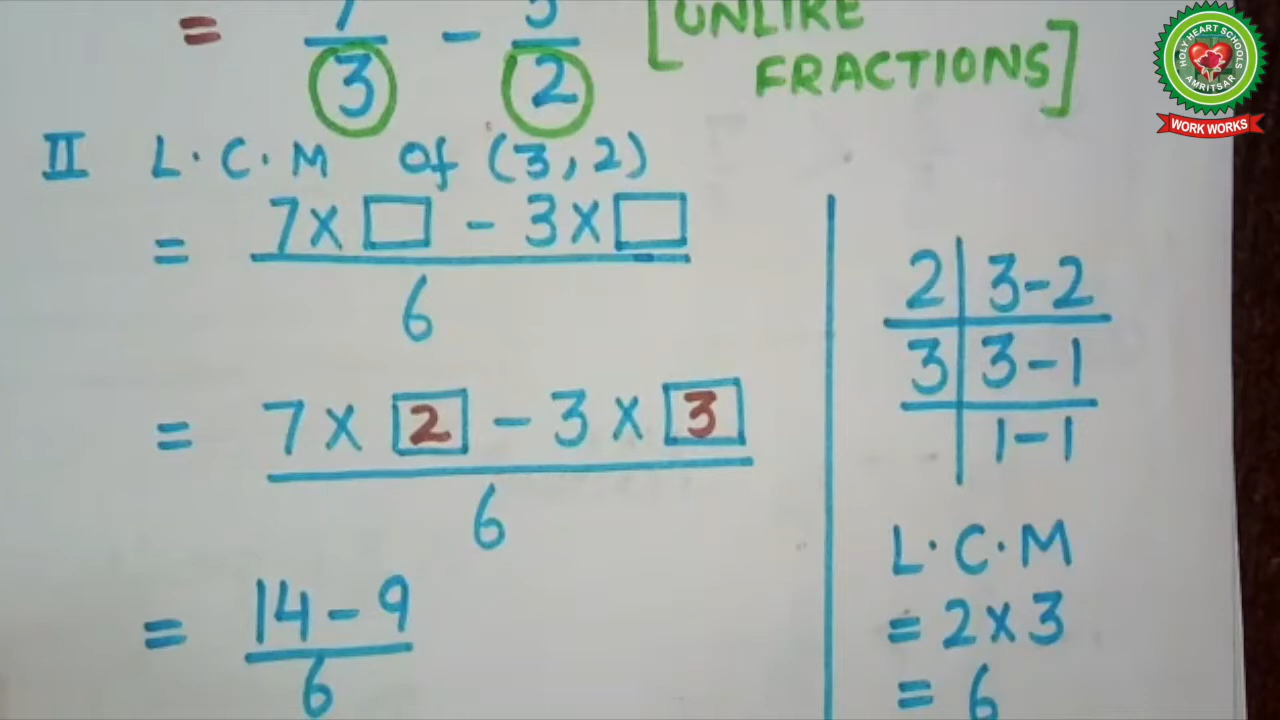 = 7/3 - 3/2 [UNLIKE
FRACTIONS]
II L.C.M of (3,2)
= 7× □ - 3× □
6
= 7 × 2 - 3 × 3
6
= 14 - 9
6
2 | 3-2
3 | 3-1
1-1
L.C.M
= 2×3
= 6
HOLY HEART SCHOOLS
AMRITSAR
WORK WORKS